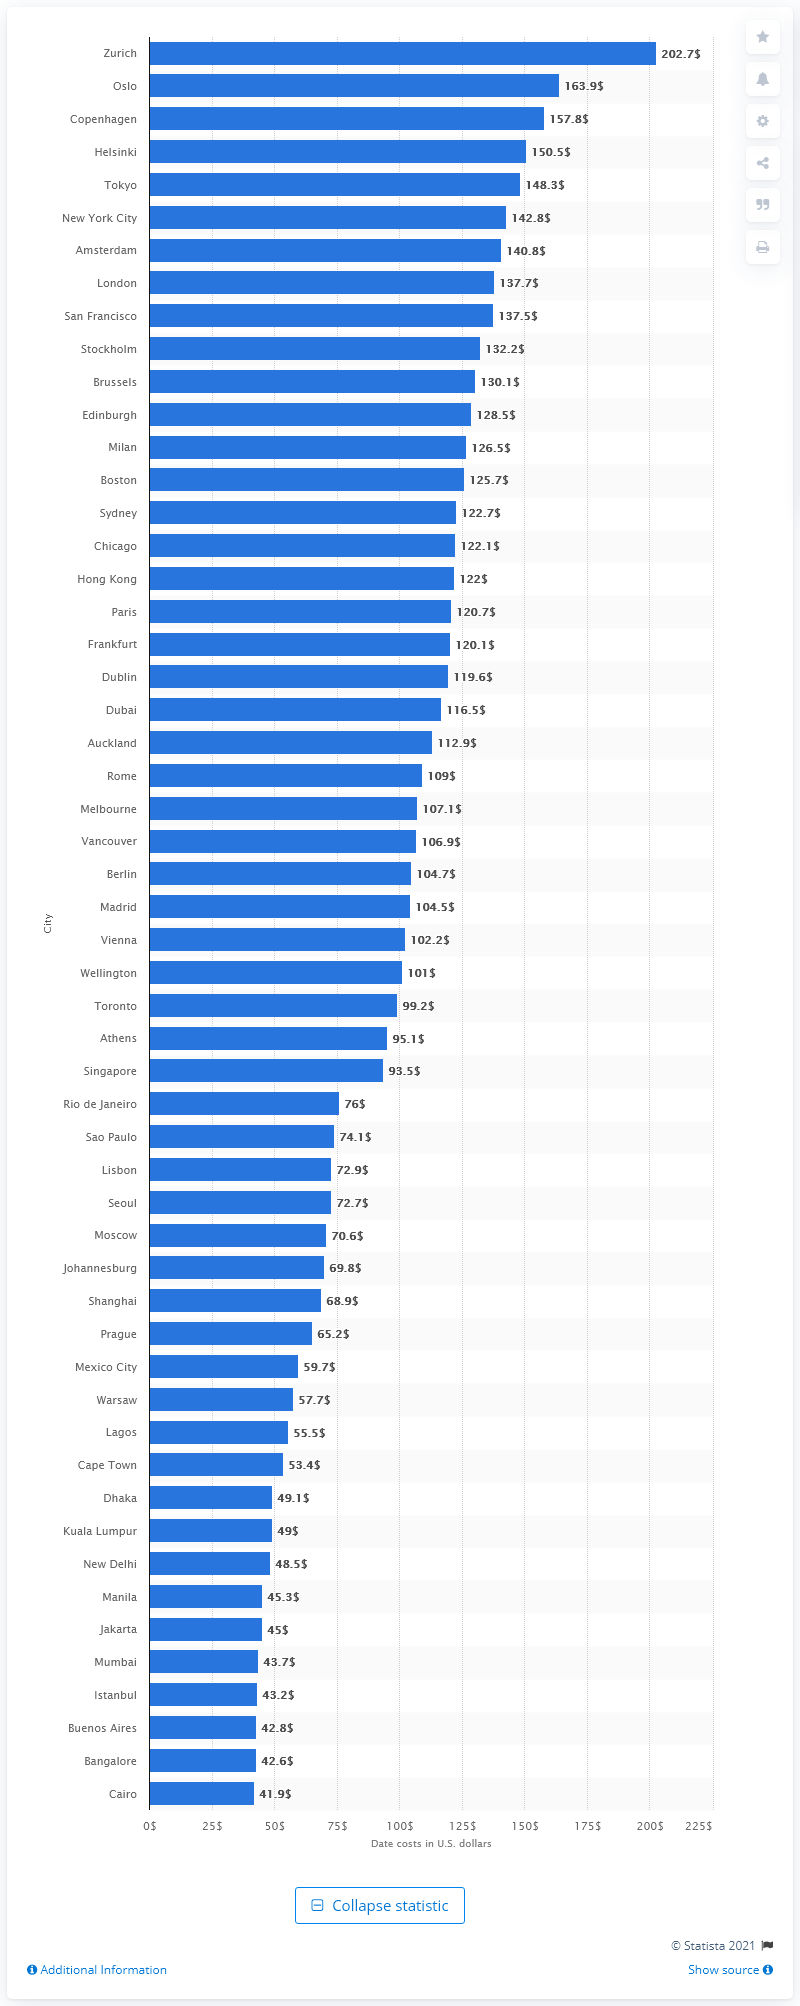 Zurich 202.7$
Oslo 163.9$
Copenhagen 157.8$
Helsinki 150.5$
Tokyo 148.3$
New York City 142.8$
Amsterdam 140.8$
London 137.7$
San Francisco 137.5$
Stockholm 132.2$
Brussels 130.1$
Edinburgh 128.5$
Milan 126.5$
Boston 125.7$
Sydney 122.7$
Chicago 122.1$
Hong Kong 122$
Paris 120.7$
Frankfurt 120.1$
Dublin 119.6$
Dubai 116.5$
Auckland 112.9$
Rome 109$
Melbourne 107.1$
Vancouver 106.9$
Berlin 104.7$
Madrid 104.5$
City
Vienna 102.2$
Wellington 101$
Toronto 99.2$
Athens 95.1$
Singapore 93.5$
Rio de Janeiro 76$
Sao Paulo 74.1$
Lisbon 72.9$
Seoul 72.7$
Moscow 70.6$
Johannesburg 69.8$
Shanghai 68.9$
Prague 65.2$
Mexico City 59.7$
Warsaw 57.7$
Lagos 55.5$
Cape Town 53.4$
Dhaka 49.1$
Kuala Lumpur 49$
New Delhi 48.5$
Manila 45.3$
Jakarta 45$
Mumbai 43.7$
Istanbul 43.2$
Buenos Aires 42.8$
Bangalore 42.6$
Cairo 41.9$
0$ 25$ 50$ 75$ 100$ 125$ 150$ 175$ 200$ 225$
Date costs in U.S. dollars
Collapse statistic
© Statista 2021
Additional Information Show source